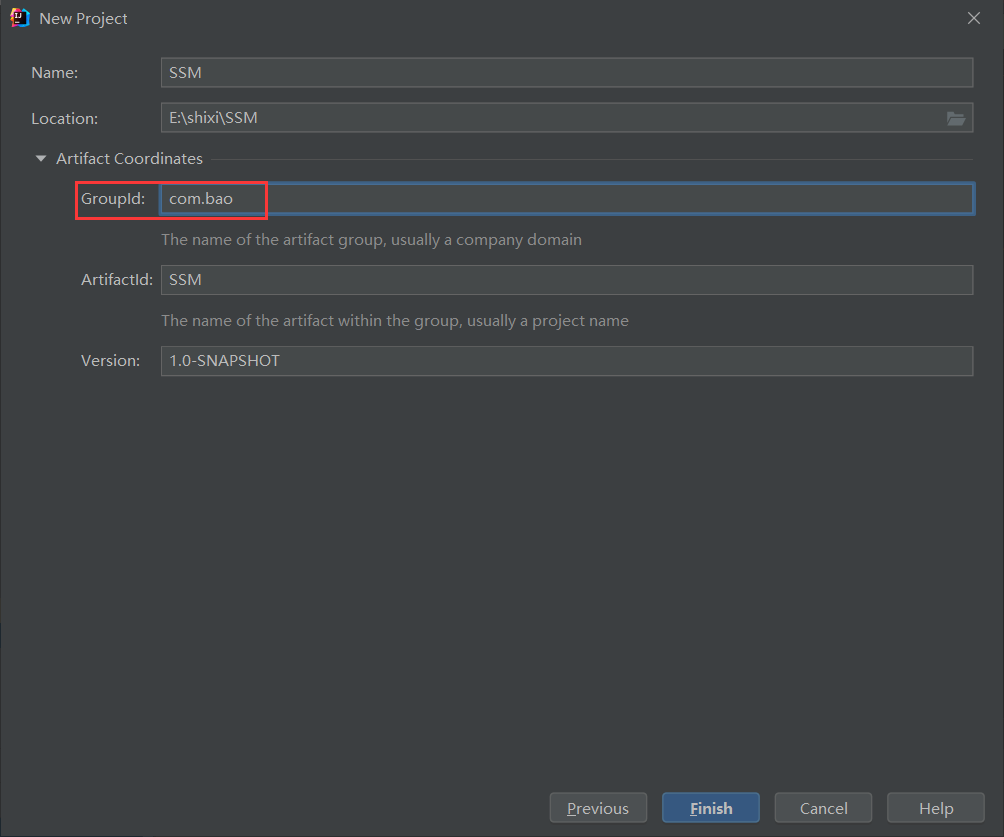 New Project
Name: SSM
Location: E:\shixi\SSM
Artifact Coordinates
GroupId: com.bao
The name of the artifact group, usually a company domain
ArtifactId: SSM
The name of the artifact within the group, usually a project name
Version: 1.0-SNAPSHOT
Previous Finish Cancel Help